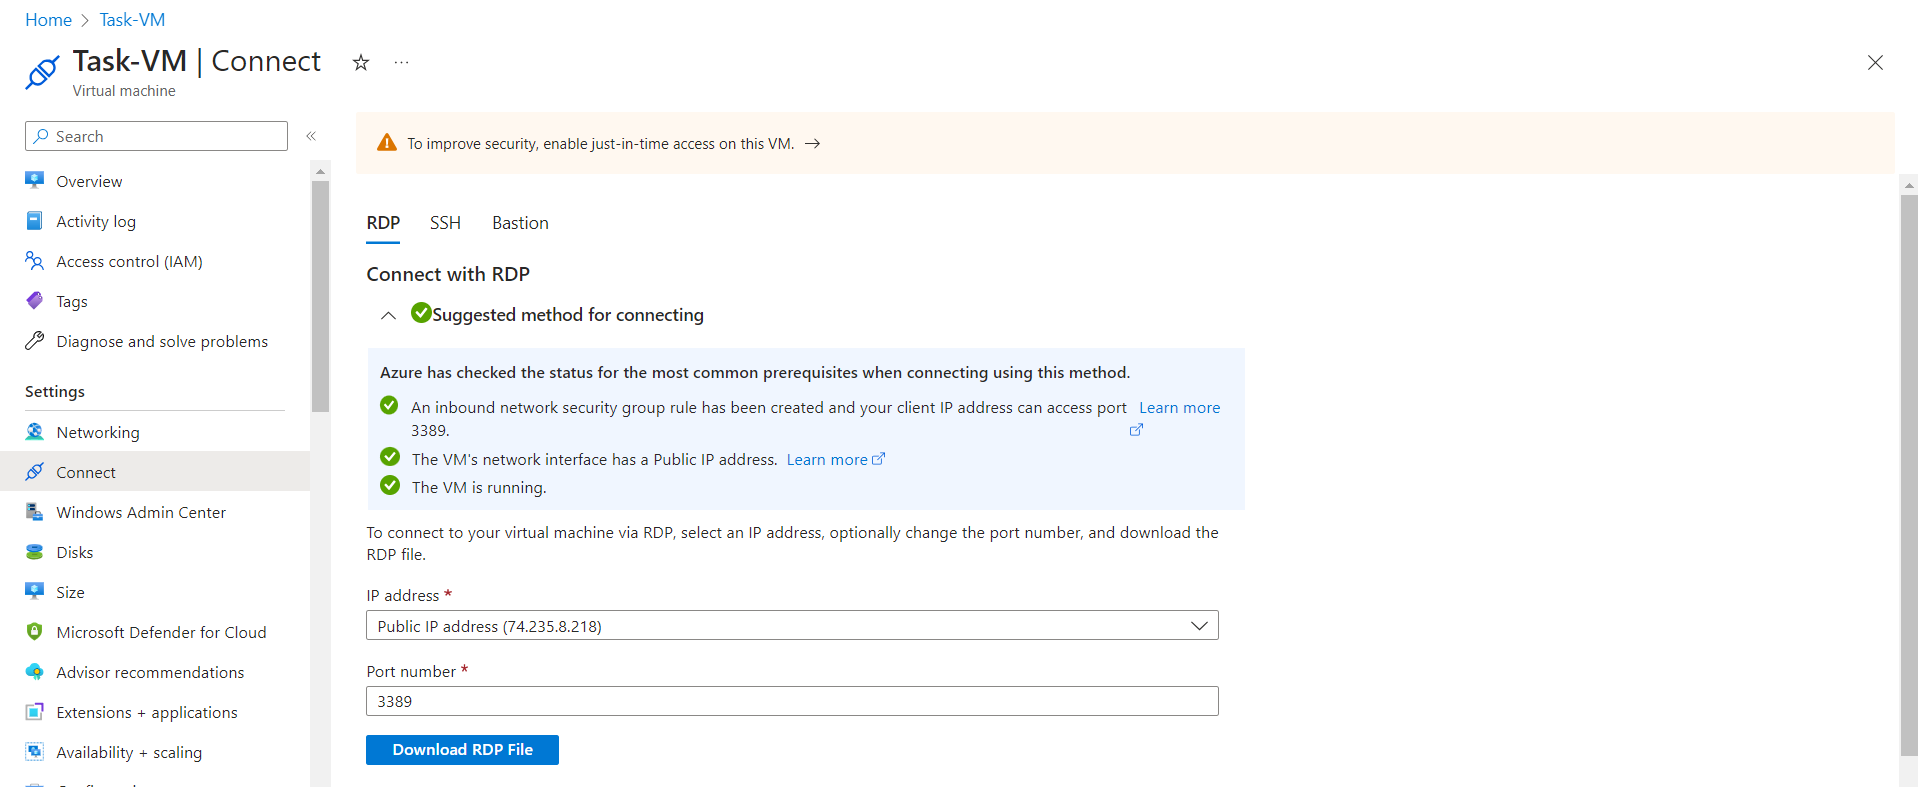 Home > Task-VM
Task-VM | Connect
Virtual machine
Search
Overview
Activity log
Access control (IAM)
Tags
Diagnose and solve problems
Settings
Networking
Connect
Windows Admin Center
Disks
Size
Microsoft Defender for Cloud
Advisor recommendations
Extensions + applications
Availability + scaling
To improve security, enable just-in-time access on this VM. →
RDP SSH Bastion
Connect with RDP
Suggested method for connecting
Azure has checked the status for the most common prerequisites when connecting using this method.
An inbound network security group rule has been created and your client IP address can access port Learn more
3389.
The VM's network interface has a Public IP address. Learn more
The VM is running.
To connect to your virtual machine via RDP, select an IP address, optionally change the port number, and download the
RDP file.
IP address *
Public IP address (74.235.8.218)
Port number *
3389
Download RDP File